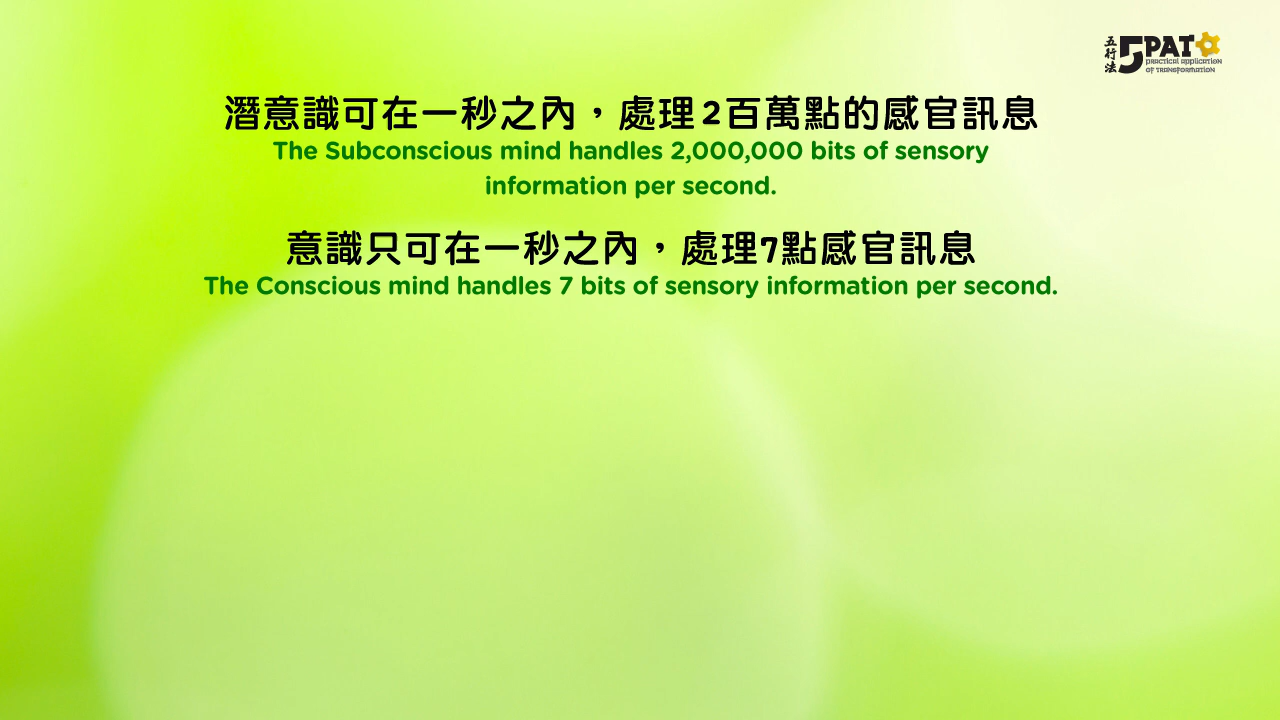 五行法
5PAT
PRACTICAL APPLICATION
OF TRANSFORMATION
潛意識可在一秒之內，處理2百萬點的感官訊息
The Subconscious mind handles 2,000,000 bits of sensory
information per second.
意識只可在一秒之內，處理7點感官訊息
The Conscious mind handles 7 bits of sensory information per second.